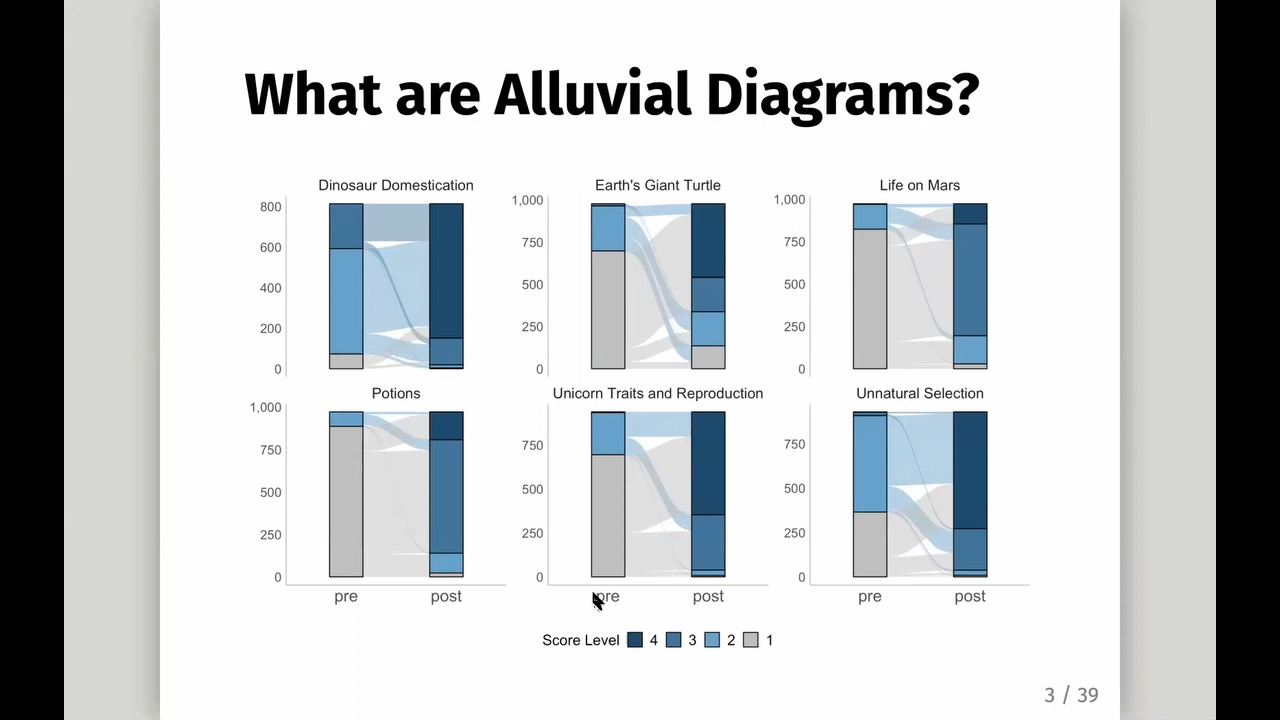 What are Alluvial Diagrams?
Dinosaur Domestication
800
600
400
200
0
Earth's Giant Turtle
1,000
750
500
250
0
Life on Mars
1,000
750
500
250
0
Potions
1,000
750
500
250
0
pre
post
Unicorn Traits and Reproduction
750
500
250
0
pre
post
Unnatural Selection
750
500
250
0
pre
post
Score Level 4 3 2 1
3 / 39